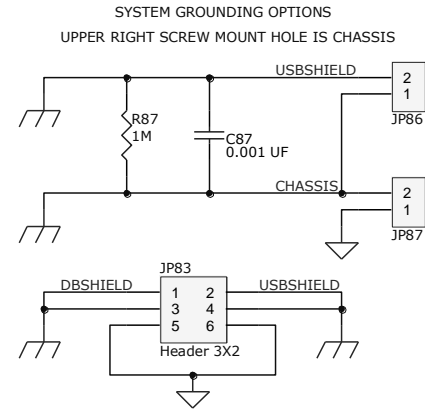 SYSTEM GROUNDING OPTIONS
UPPER RIGHT SCREW MOUNT HOLE IS CHASSIS
USBSHIELD
2
1
JP86
R87
1M
C87
0.001 UF
CHASSIS
2
1
JP87
JP83
DBSHIELD
1 2
USBSHIELD
3 4
5 6
Header 3X2